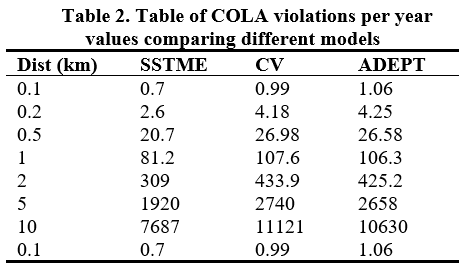 Table 2. Table of COLA violations per year
values comparing different models
Dist (km) SSTME CV ADEPT
0.1 0.7 0.99 1.06
0.2 2.6 4.18 4.25
0.5 20.7 26.98 26.58
1 81.2 107.6 106.3
2 309 433.9 425.2
5 1920 2740 2658
10 7687 11121 10630
0.1 0.7 0.99 1.06